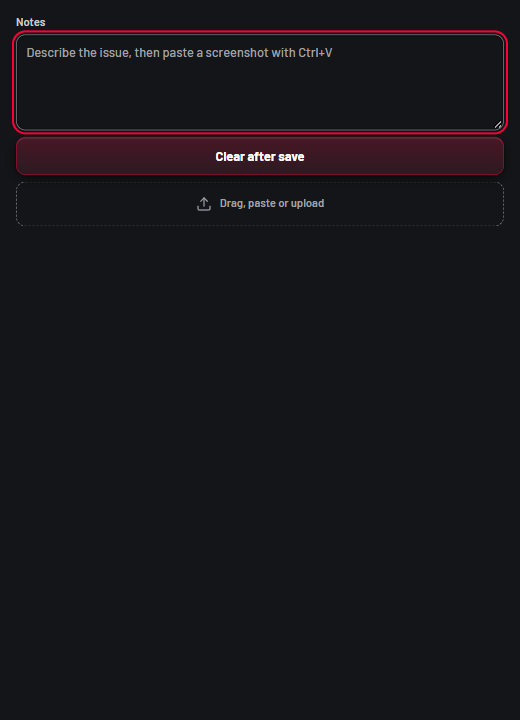 Notes
Describe the issue, then paste a screenshot with Ctrl+V
Clear after save
Drag, paste or upload